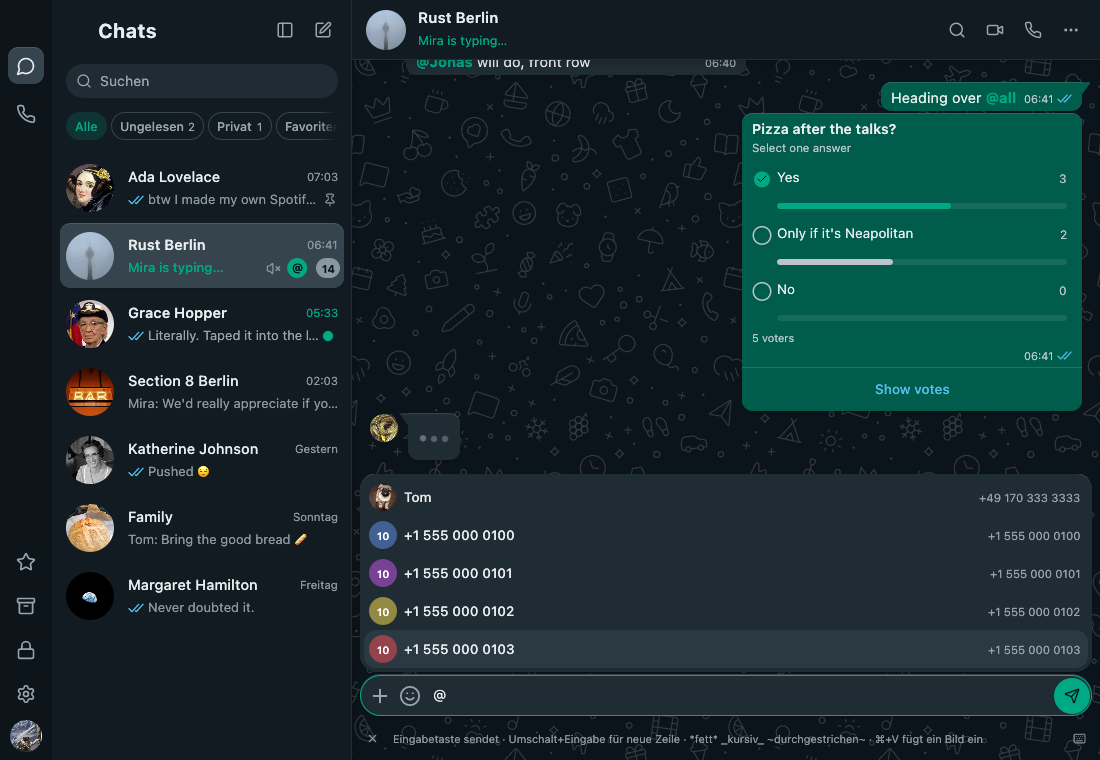 Chats
Suchen
Alle
Ungelesen 2
Privat 1
Favoriten
Ada Lovelace 07:03
btw I made my own Spotif...
Rust Berlin 06:41
Mira is typing... @ 14
Grace Hopper 05:33
Literally. Taped it into the l...
Section 8 Berlin 02:03
Mira: We'd really appreciate if yo...
BAR
Katherine Johnson Gestern
Pushed 😉
Family Sonntag
Tom: Bring the good bread 🥖
Margaret Hamilton Freitag
Never doubted it.
Rust Berlin
Mira is typing...
@Jonas will do, front row 06:40
Heading over @all 06:41
Pizza after the talks?
Select one answer
Yes 3
Only if it's Neapolitan 2
No 0
5 voters
06:41
Show votes
Tom +49 170 333 3333
10 +1 555 000 0100 +1 555 000 0100
10 +1 555 000 0101 +1 555 000 0101
10 +1 555 000 0102 +1 555 000 0102
10 +1 555 000 0103 +1 555 000 0103
@
Eingabetaste sendet · Umschalt+Eingabe für neue Zeile · *fett* _kursiv_ ~durchgestrichen~ · ⌘+V fügt ein Bild ein